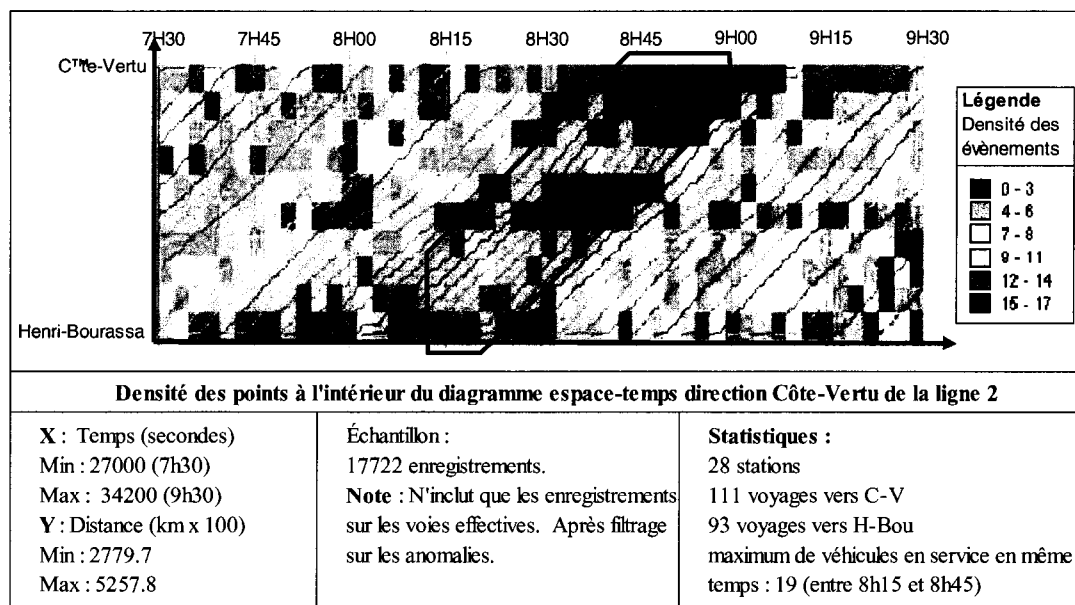 7H30 7H45 8H00 8H15 8H30 8H45 9H00 9H15 9H30
C™te-Vertu
Henri-Bourassa
Légende
Densité des
évènements
0 - 3
4 - 6
7 - 8
9 - 11
12 - 14
15 - 17
Densité des points à l'intérieur du diagramme espace-temps direction Côte-Vertu de la ligne 2
X : Temps (secondes)
Min : 27000 (7h30)
Max : 34200 (9h30)
Y : Distance (km x 100)
Min : 2779.7
Max : 5257.8
Échantillon :
17722 enregistrements.
Note : N'inclut que les enregistrements
sur les voies effectives. Après filtrage
sur les anomalies.
Statistiques :
28 stations
111 voyages vers C-V
93 voyages vers H-Bou
maximum de véhicules en service en même
temps : 19 (entre 8h15 et 8h45)